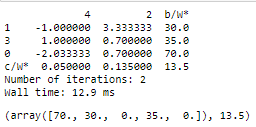 4 2 b/W*
1 -1.000000 3.333333 30.0
3 1.000000 0.700000 35.0
0 -2.033333 0.700000 70.0
c/W* 0.050000 0.135000 13.5
Number of iterations: 2
Wall time: 12.9 ms
(array([70., 30., 0., 35., 0.]), 13.5)